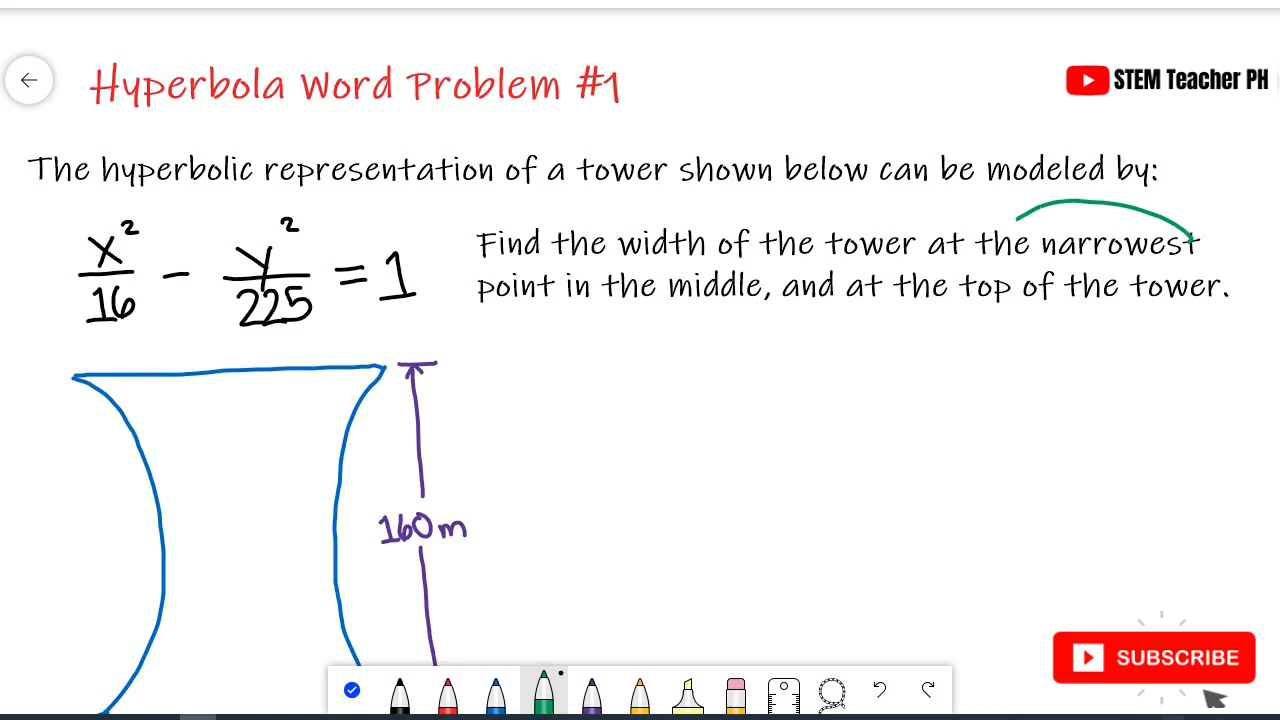 Hyperbola Word Problem #1
STEM Teacher PH
The hyperbolic representation of a tower shown below can be modeled by:
x²/16 - y²/225 = 1
Find the width of the tower at the narrowest
point in the middle, and at the top of the tower.
160m
SUBSCRIBE